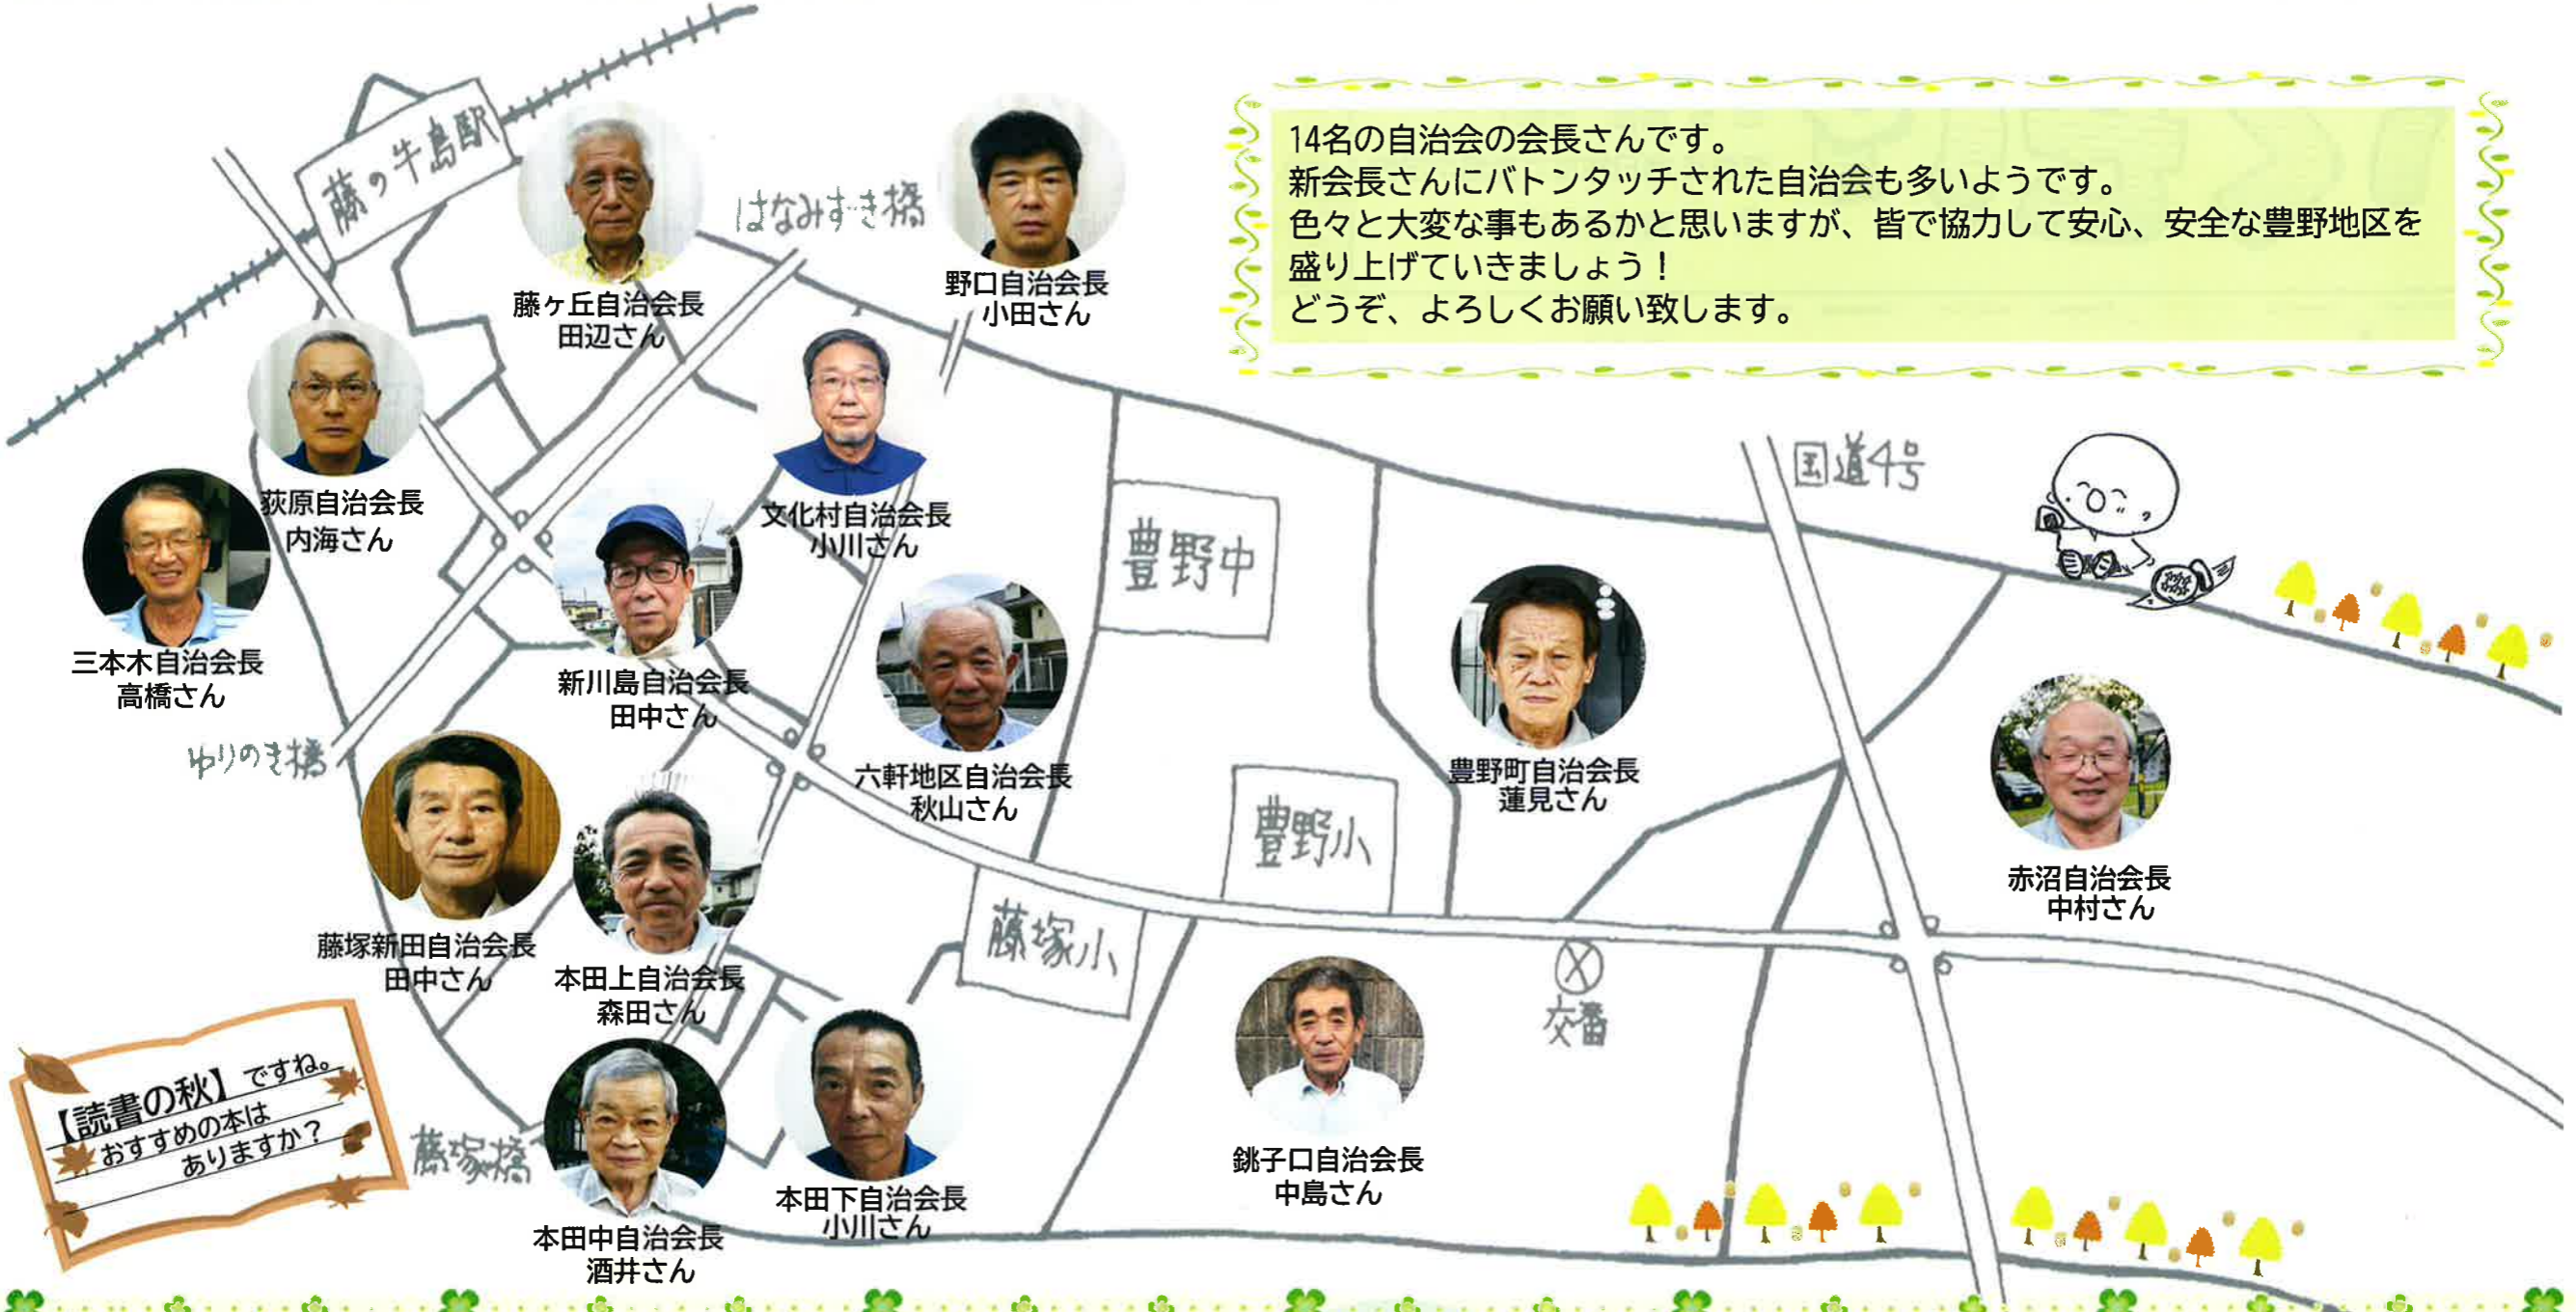 藤の牛島駅
はなみずき橋
14名の自治会の会長さんです。
新会長さんにバトンタッチされた自治会も多いようです。
色々と大変な事もあるかと思いますが、皆で協力して安心、安全な豊野地区を
盛り上げていきましょう！
どうぞ、よろしくお願い致します。
藤ヶ丘自治会長
田辺さん
野口自治会長
小田さん
国道4号
荻原自治会長
内海さん
文化村自治会長
小川さん
豊野中
三本木自治会長
高橋さん
新川島自治会長
田中さん
ゆりのき橋
六軒地区自治会長
秋山さん
豊野町自治会長
蓮見さん
豊野小
赤沼自治会長
中村さん
藤塚新田自治会長
田中さん
本田上自治会長
森田さん
藤塚小
交番
【読書の秋】ですね。
おすすめの本は
ありますか？
藤塚橋
本田中自治会長
酒井さん
本田下自治会長
小川さん
銚子口自治会長
中島さん